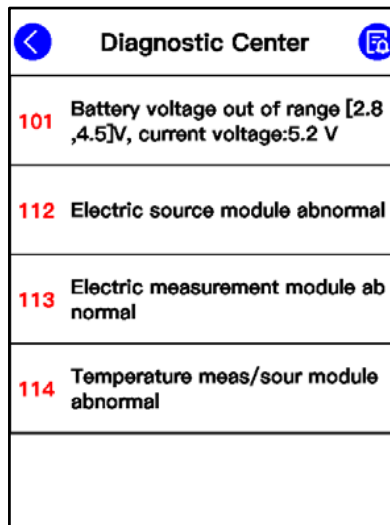 Diagnostic Center
101 Battery voltage out of range [2.8
,4.5]V, current voltage:5.2 V
112 Electric source module abnormal
113 Electric measurement module ab
normal
114 Temperature meas/sour module
abnormal